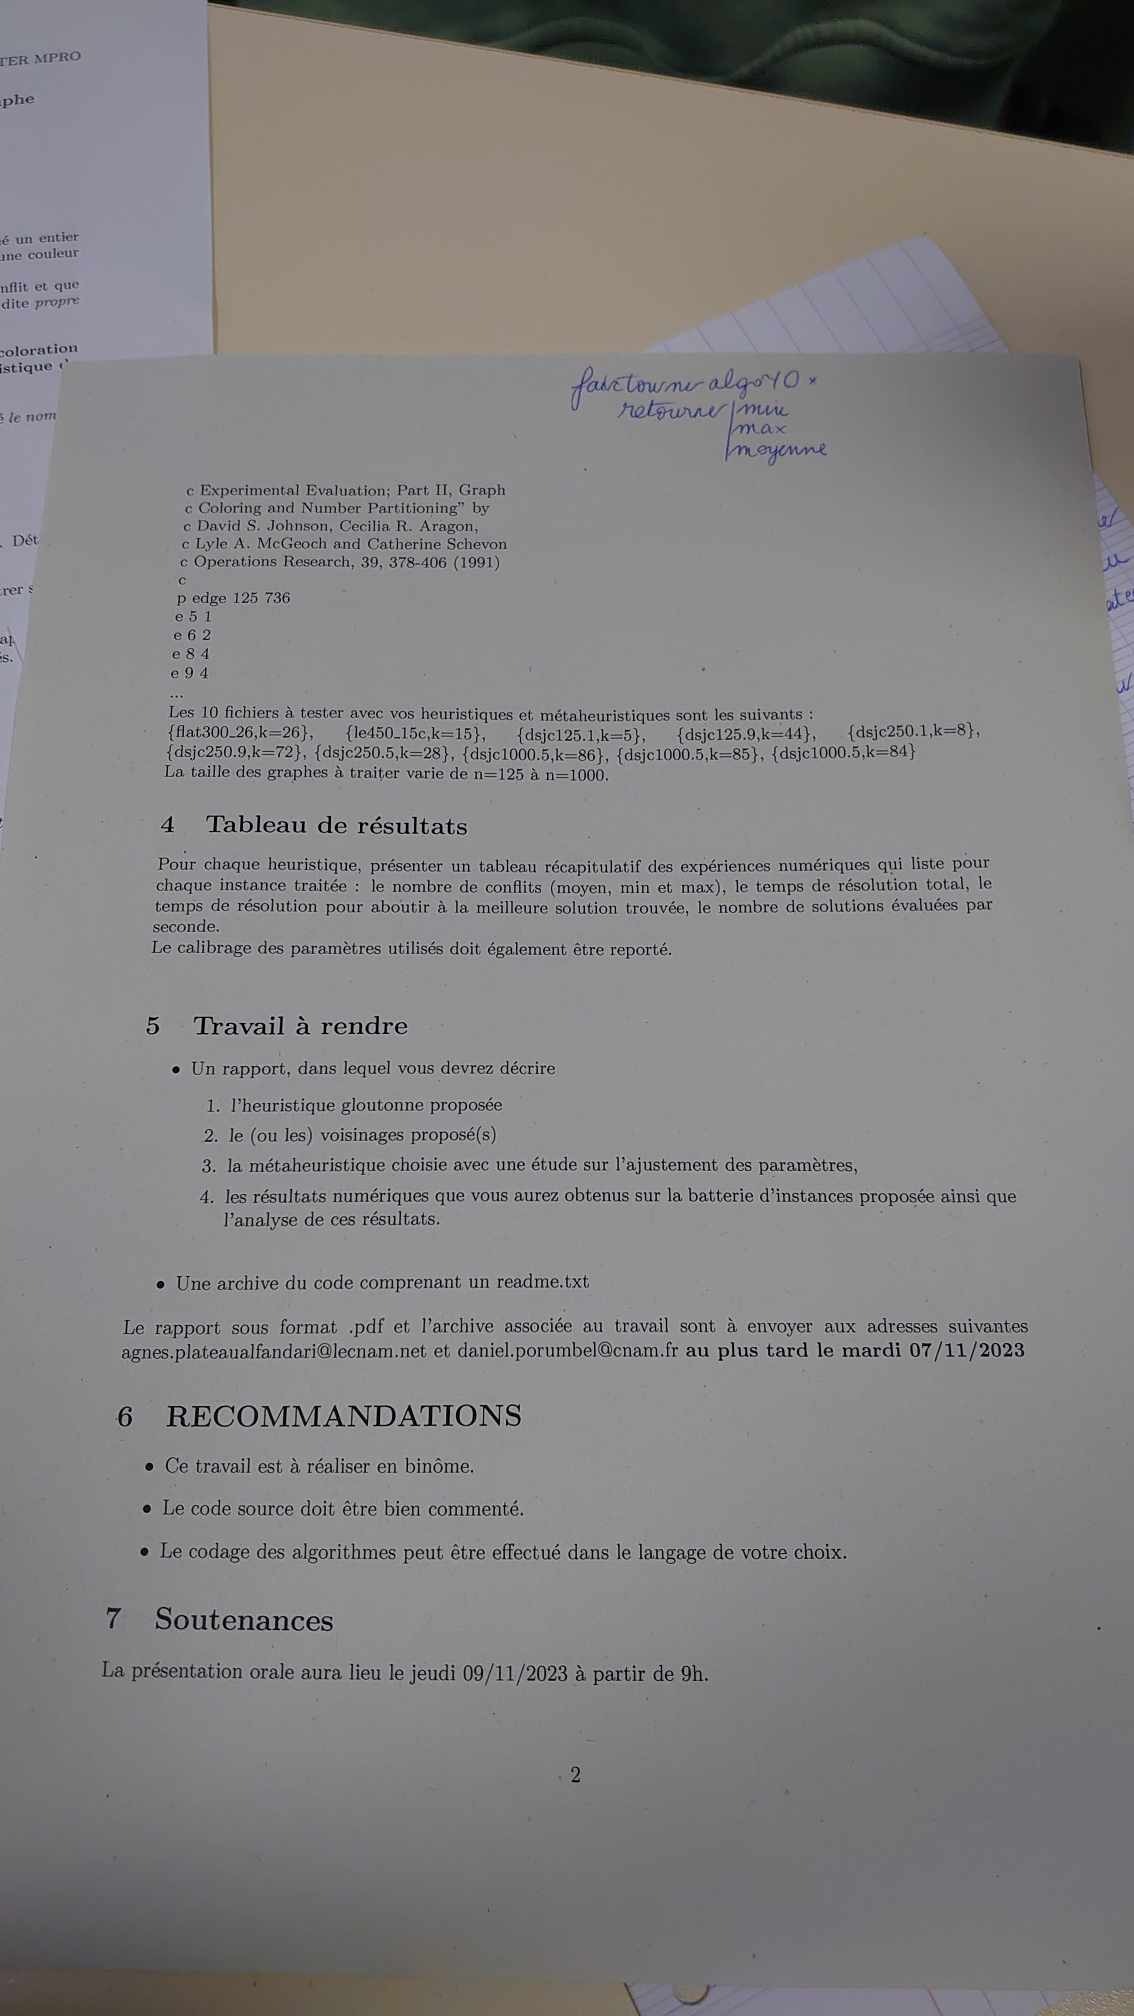 TER MPRO
aphe
é un entier
une couleur
nflit et que
dite propre
coloration
istique
é le nom
. Dét
rer s
s.
faire tourner algo 10 ×
retourner min
max
moyenne
c Experimental Evaluation; Part II, Graph
c Coloring and Number Partitioning" by
c David S. Johnson, Cecilia R. Aragon,
c Lyle A. McGeoch and Catherine Schevon
c Operations Research, 39, 378-406 (1991)
c
p edge 125 736
e 5 1
e 6 2
e 8 4
e 9 4
...
Les 10 fichiers à tester avec vos heuristiques et métaheuristiques sont les suivants :
{flat300_26,k=26}, {le450_15c,k=15}, {dsjc125.1,k=5}, {dsjc125.9,k=44}, {dsjc250.1,k=8},
{dsjc250.9,k=72}, {dsjc250.5,k=28}, {dsjc1000.5,k=86}, {dsjc1000.5,k=85}, {dsjc1000.5,k=84}
La taille des graphes à traiter varie de n=125 à n=1000.
4 Tableau de résultats
Pour chaque heuristique, présenter un tableau récapitulatif des expériences numériques qui liste pour
chaque instance traitée : le nombre de conflits (moyen, min et max), le temps de résolution total, le
temps de résolution pour aboutir à la meilleure solution trouvée, le nombre de solutions évaluées par
seconde.
Le calibrage des paramètres utilisés doit également être reporté.
5 Travail à rendre
• Un rapport, dans lequel vous devrez décrire
1. l'heuristique gloutonne proposée
2. le (ou les) voisinages proposé(s)
3. la métaheuristique choisie avec une étude sur l'ajustement des paramètres,
4. les résultats numériques que vous aurez obtenus sur la batterie d'instances proposée ainsi que
l'analyse de ces résultats.
• Une archive du code comprenant un readme.txt
Le rapport sous format .pdf et l'archive associée au travail sont à envoyer aux adresses suivantes
agnes.plateaualfandari@lecnam.net et daniel.porumbel@cnam.fr au plus tard le mardi 07/11/2023
6 RECOMMANDATIONS
• Ce travail est à réaliser en binôme.
• Le code source doit être bien commenté.
• Le codage des algorithmes peut être effectué dans le langage de votre choix.
7 Soutenances
La présentation orale aura lieu le jeudi 09/11/2023 à partir de 9h.
2